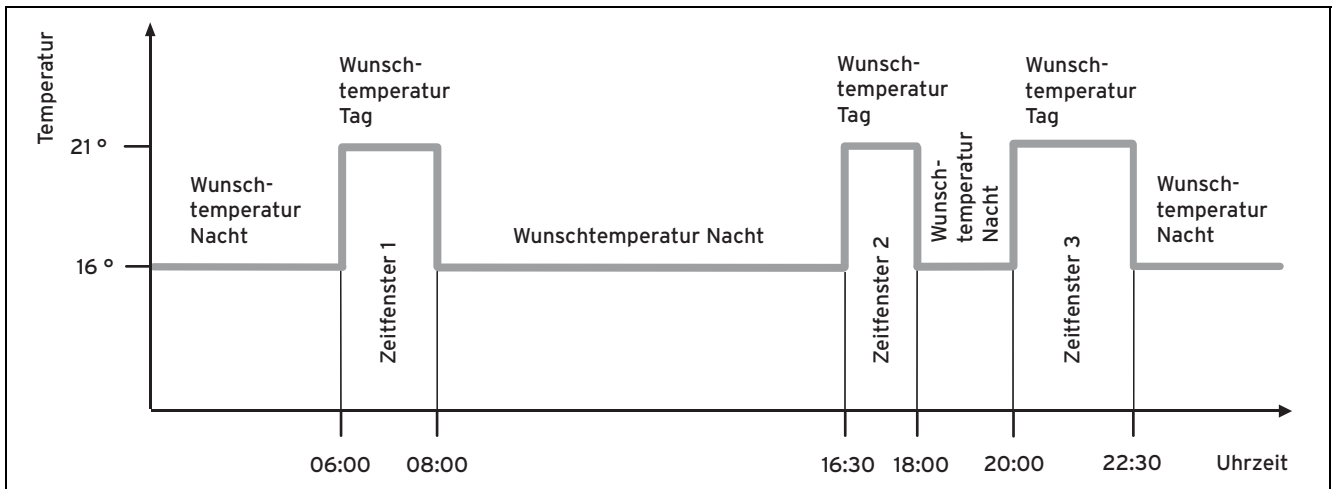 Temperatur
21 °
16 °
Wunsch-
temperatur
Nacht
Wunsch-
temperatur
Tag
Zeitfenster 1
Wunschtemperatur Nacht
Wunsch-
temperatur
Tag
Zeitfenster 2
Wunsch-
temperatur
Nacht
Wunsch-
temperatur
Tag
Zeitfenster 3
Wunsch-
temperatur
Nacht
06:00 08:00 16:30 18:00 20:00 22:30 Uhrzeit